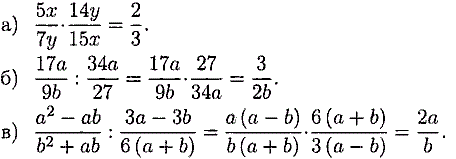 а) 5x/7y · 14y/15x = 2/3.
б) 17a/9b : 34a/27 = 17a/9b · 27/34a = 3/2b.
в) a² − ab/b² + ab : 3a − 3b/6 (a + b) = a (a − b)/b (a + b) · 6 (a + b)/3 (a − b) = 2a/b.